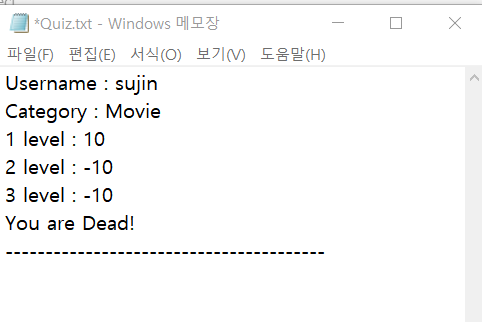 *Quiz.txt - Windows 메모장
파일(F) 편집(E) 서식(O) 보기(V) 도움말(H)
Username : sujin
Category : Movie
1 level : 10
2 level : -10
3 level : -10
You are Dead!
----------------------------------------